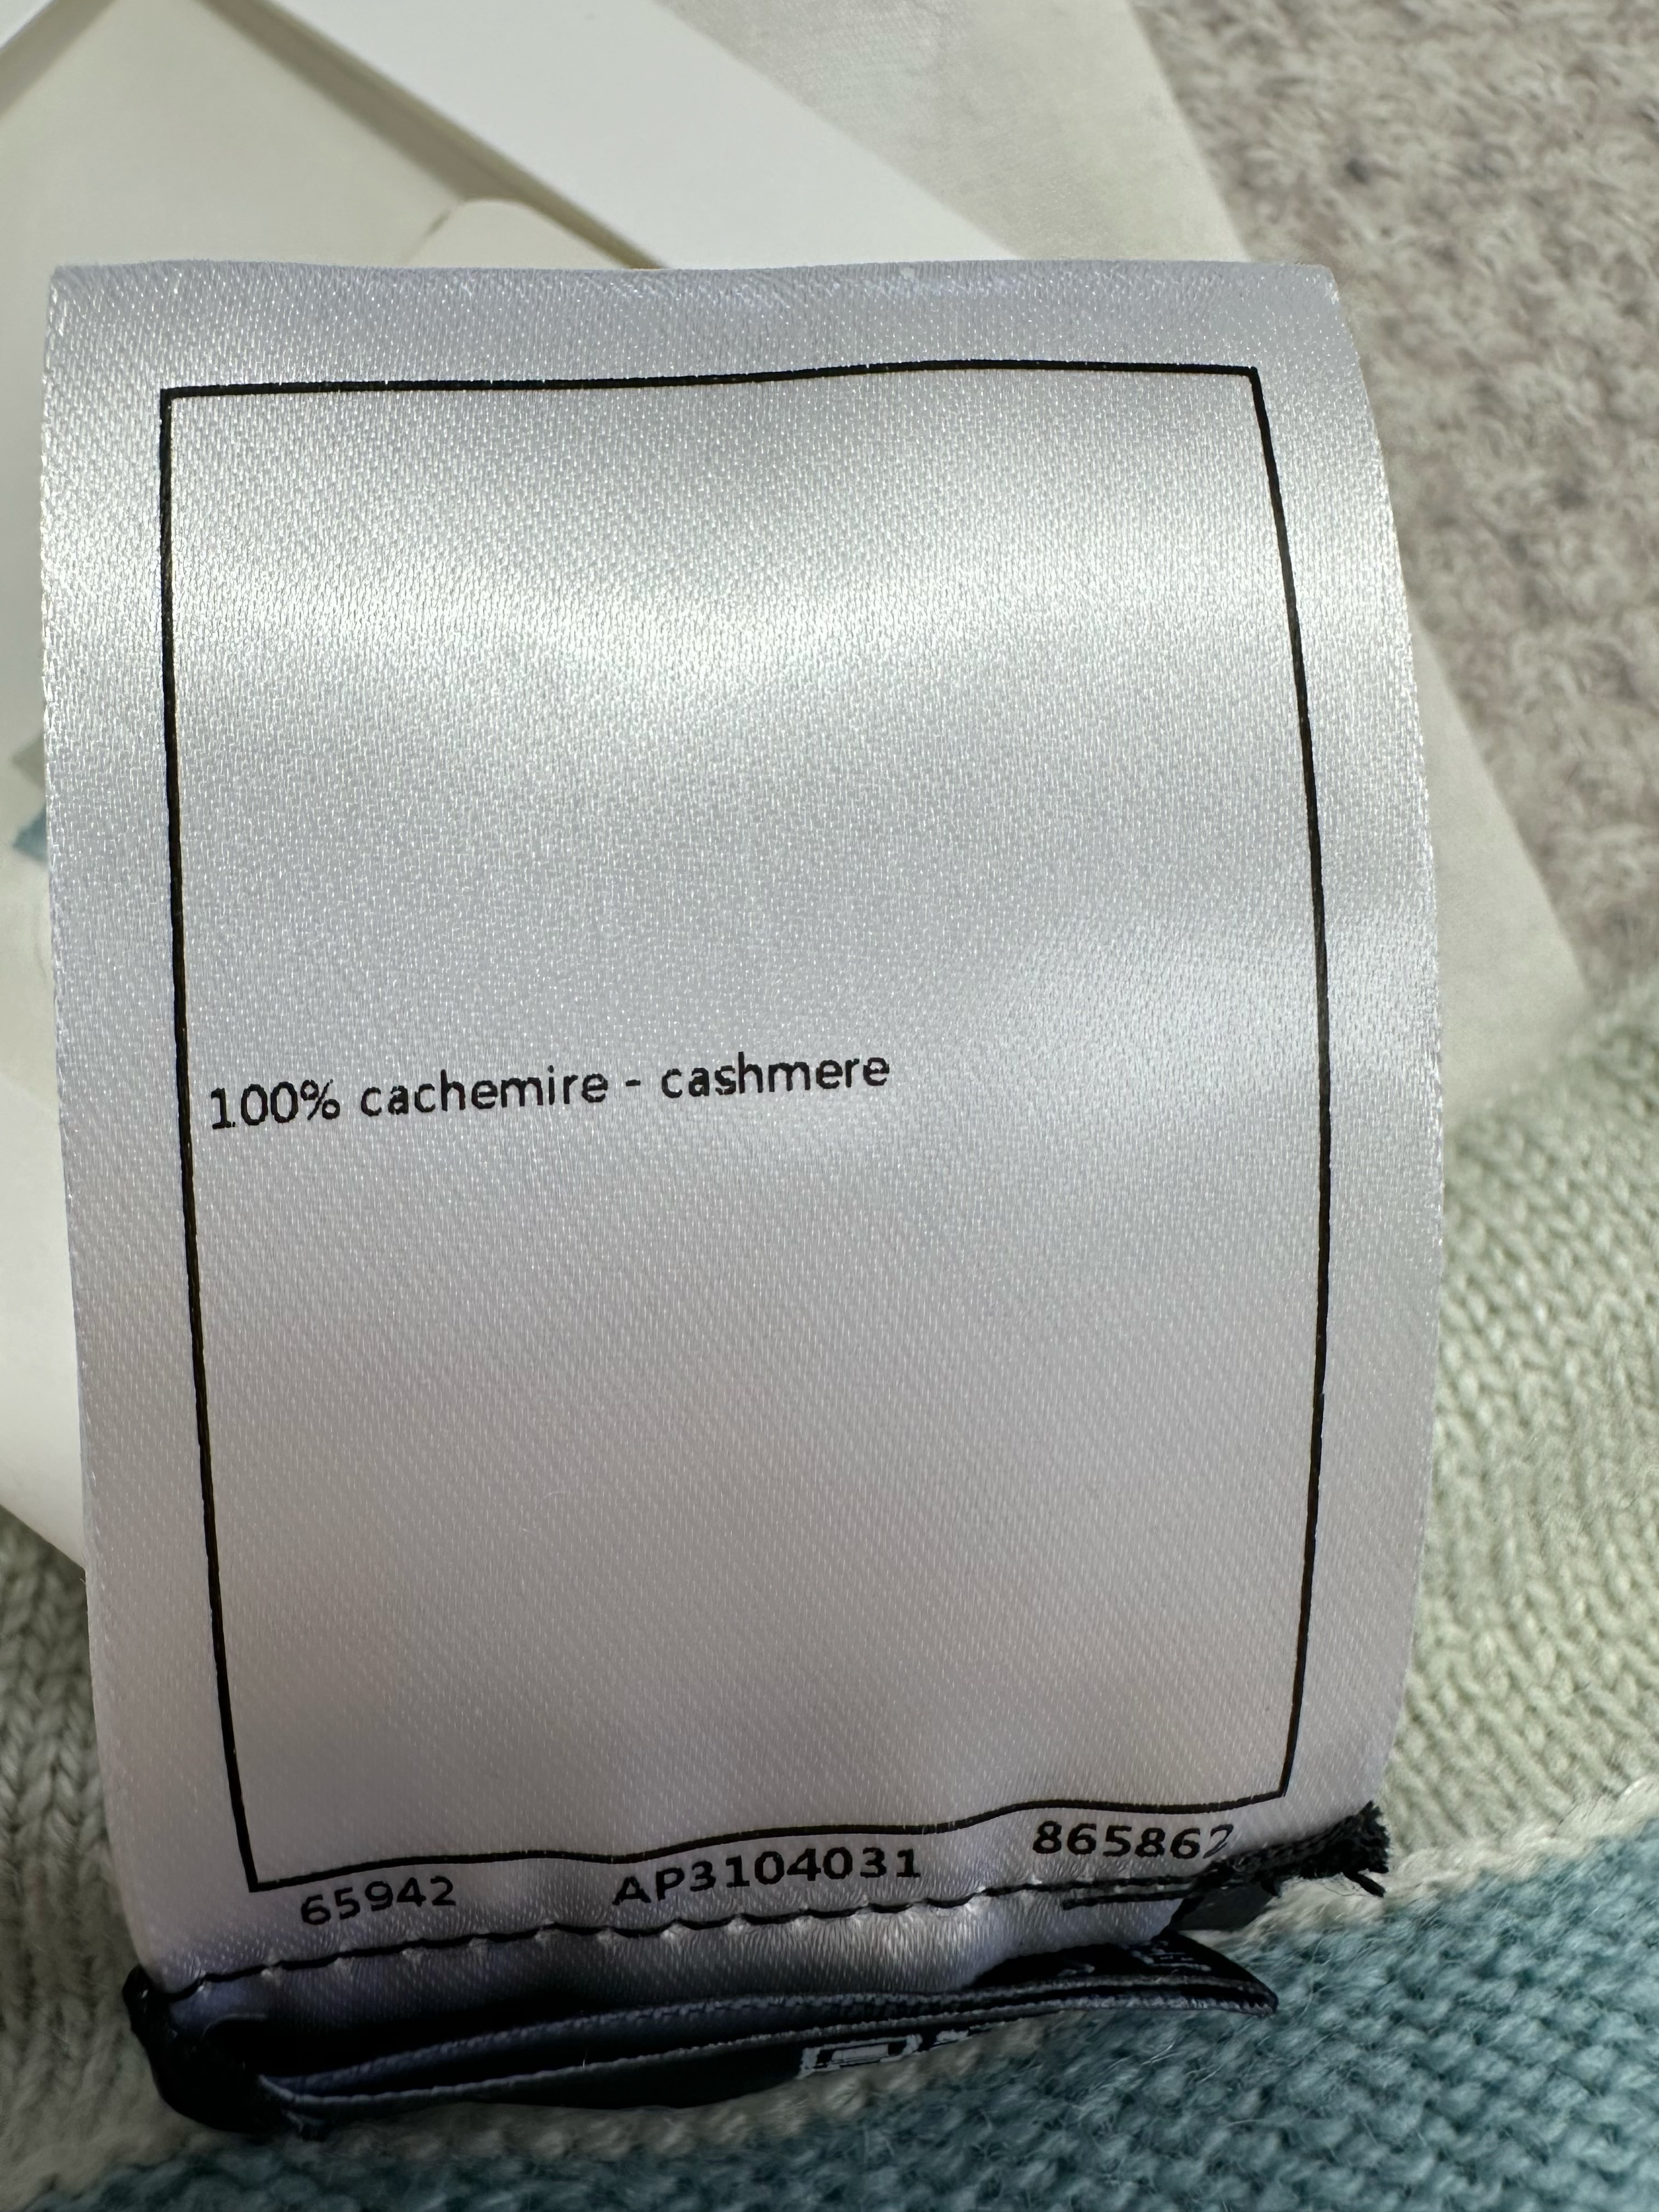 100% cachemire - cashmere
65942 AP3104031 865862